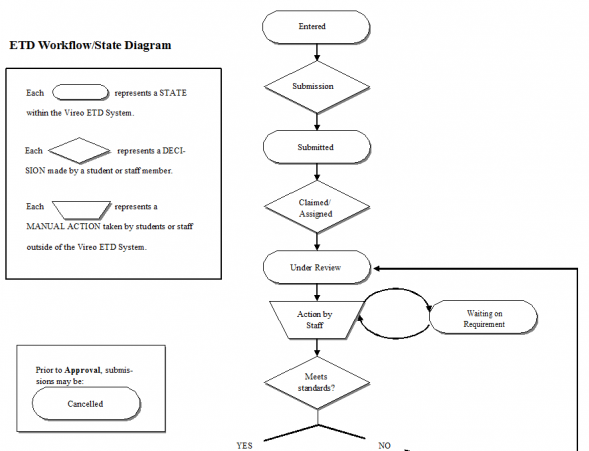 ETD Workflow/State Diagram
Each represents a STATE
within the Vireo ETD System.
Each represents a DECI-
SION made by a student or staff member.
Each represents a
MANUAL ACTION taken by students or staff
outside of the Vireo ETD System.
Prior to Approval, submis-
sions may be:
Cancelled
Entered
Submission
Submitted
Claimed/
Assigned
Under Review
Action by
Staff
Waiting on
Requirement
Meets
standards?
YES
NO